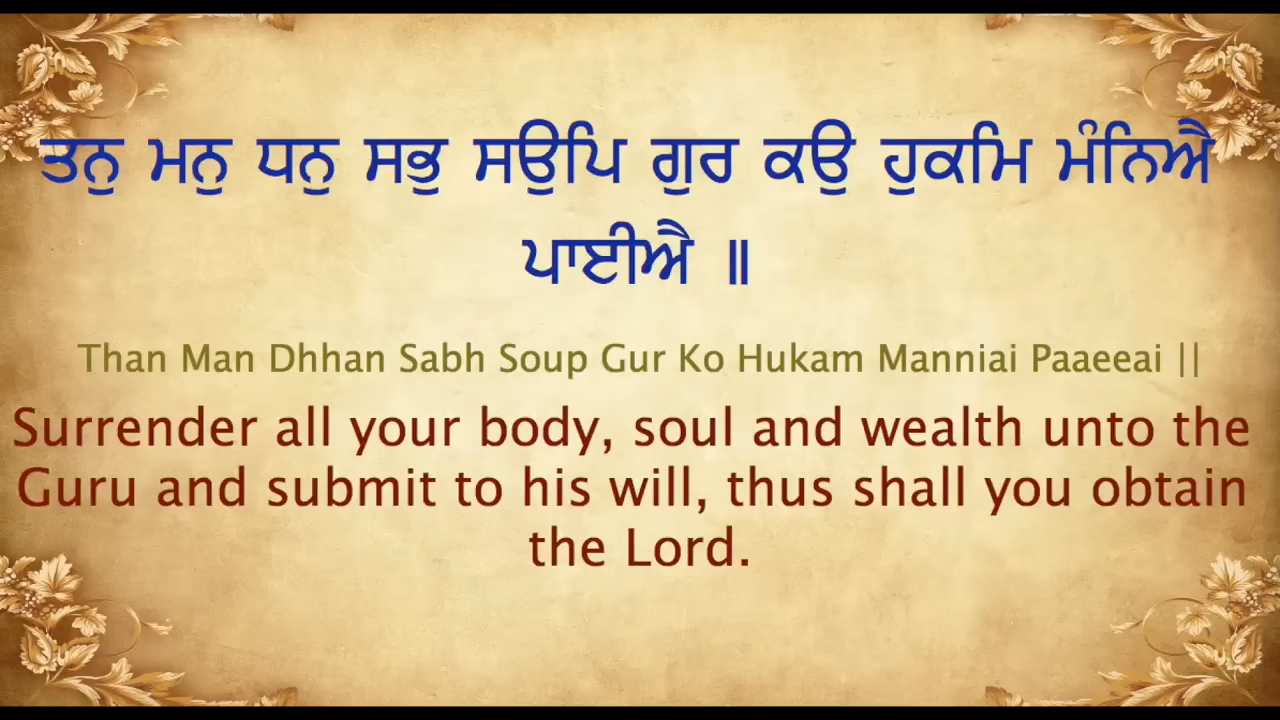 ਤਨੁ ਮਨੁ ਧਨੁ ਸਭੁ ਸਉਪਿ ਗੁਰ ਕਉ ਹੁਕਮਿ ਮੰਨਿਐ
ਪਾਈਐ ॥
Than Man Dhhan Sabh Soup Gur Ko Hukam Manniai Paaeeai ||
Surrender all your body, soul and wealth unto the
Guru and submit to his will, thus shall you obtain
the Lord.